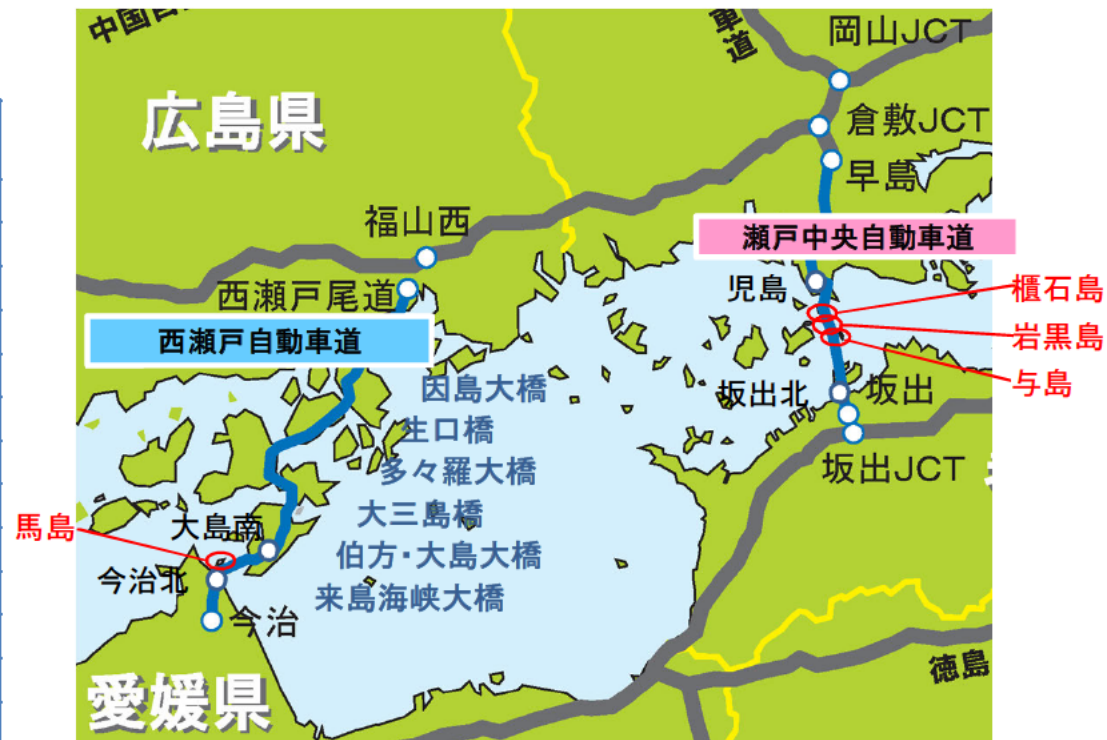 中国自
車道
岡山JCT
広島県
倉敷JCT
早島
福山西
瀬戸中央自動車道
西瀬戸尾道
児島
櫃石島
西瀬戸自動車道
岩黒島
与島
因島大橋
坂出北
坂出
生口橋
多々羅大橋
坂出JCT
大三島橋
馬島
大島南
伯方・大島大橋
今治北
来島海峡大橋
今治
徳島
愛媛県